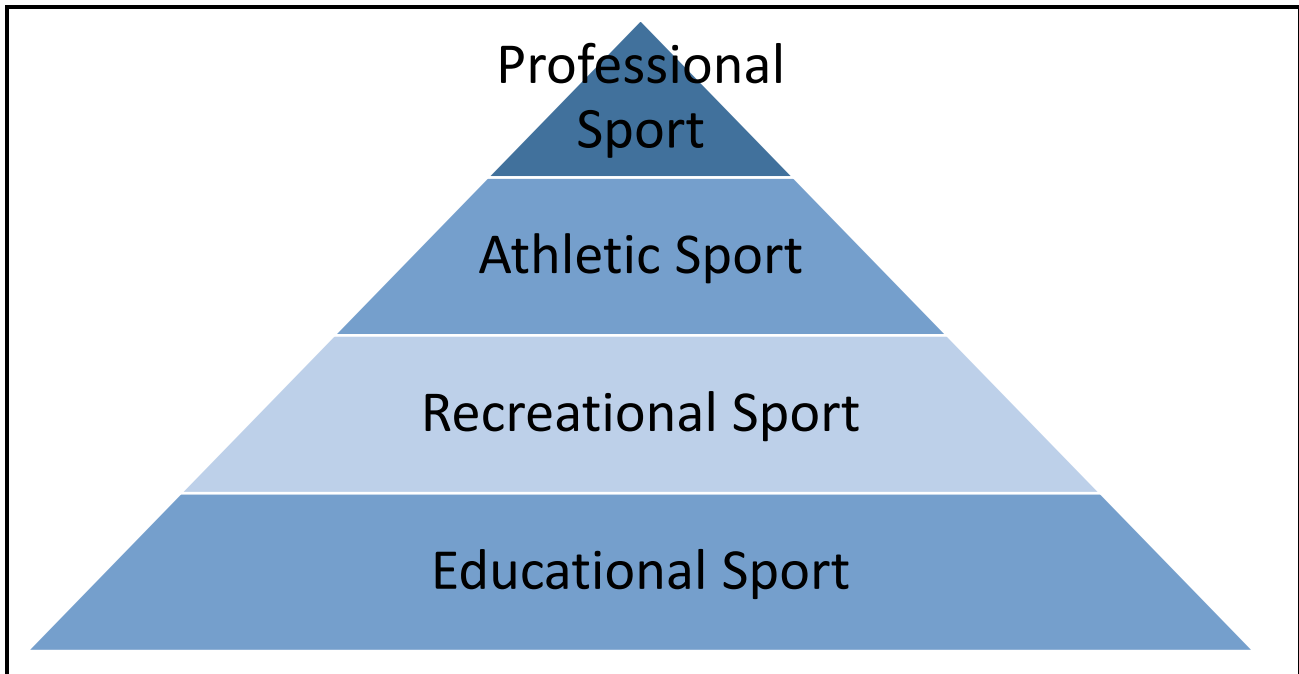 Professional
Sport
Athletic Sport
Recreational Sport
Educational Sport